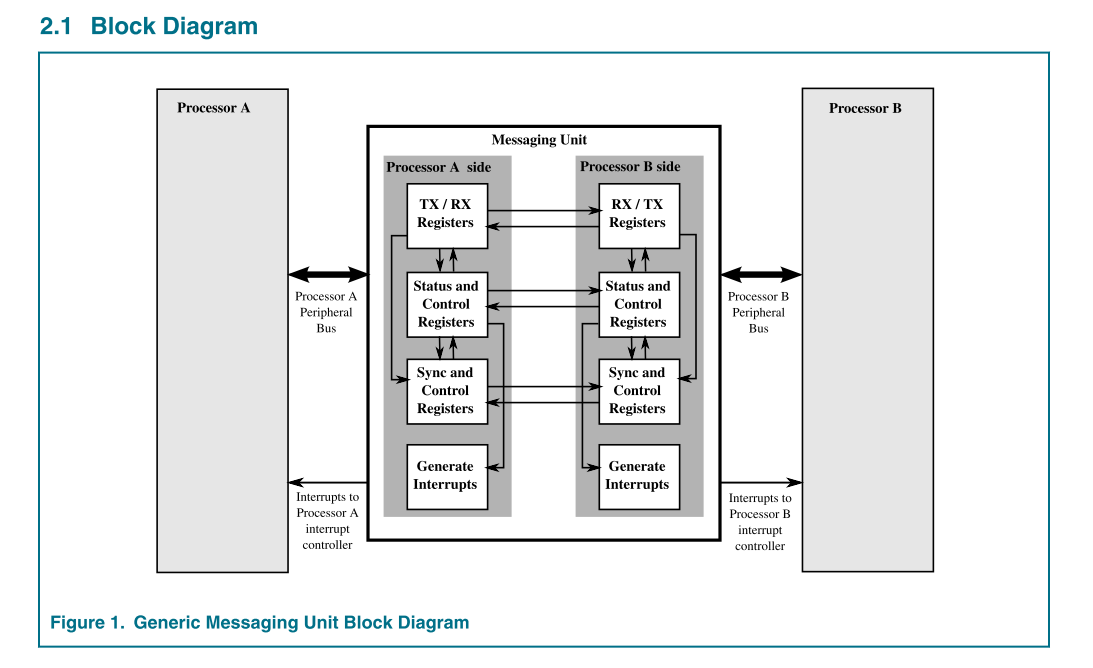 2.1 Block Diagram
Processor A
Processor B
Messaging Unit
Processor A side
Processor B side
TX / RX
Registers
RX / TX
Registers
Status and
Control
Registers
Status and
Control
Registers
Sync and
Control
Registers
Sync and
Control
Registers
Generate
Interrupts
Generate
Interrupts
Processor A
Peripheral
Bus
Processor B
Peripheral
Bus
Interrupts to
Processor A
interrupt
controller
Interrupts to
Processor B
interrupt
controller
Figure 1. Generic Messaging Unit Block Diagram